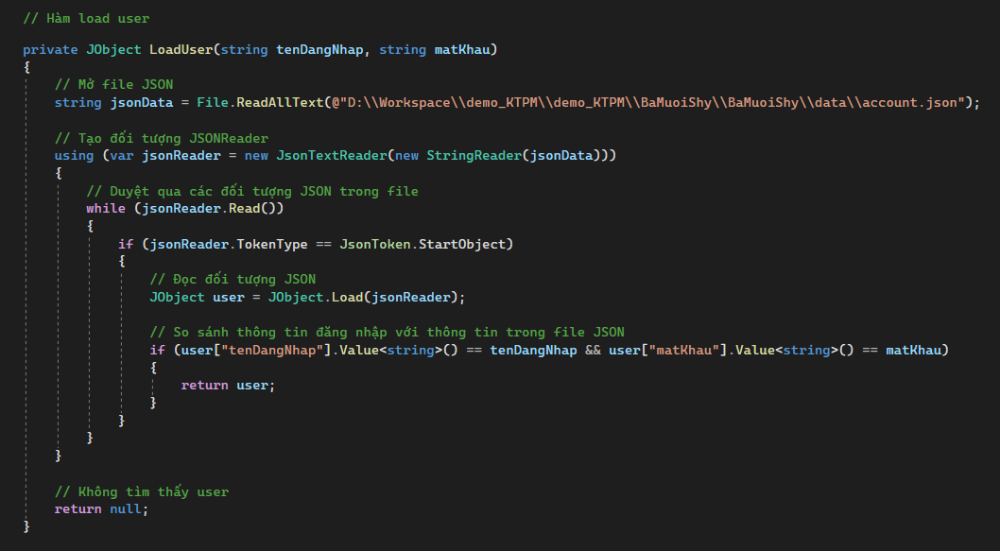 // Hàm load user
private JObject LoadUser(string tenDangNhap, string matKhau)
{
// Mở file JSON
string jsonData = File.ReadAllText(@"D:\\Workspace\\demo_KTPM\\demo_KTPM\\BaMuoiShy\\BaMuoiShy\\data\\account.json");
// Tạo đối tượng JSONReader
using (var jsonReader = new JsonTextReader(new StringReader(jsonData)))
{
// Duyệt qua các đối tượng JSON trong file
while (jsonReader.Read())
{
if (jsonReader.TokenType == JsonToken.StartObject)
{
// Đọc đối tượng JSON
JObject user = JObject.Load(jsonReader);
// So sánh thông tin đăng nhập với thông tin trong file JSON
if (user["tenDangNhap"].Value<string>() == tenDangNhap && user["matKhau"].Value<string>() == matKhau)
{
return user;
}
}
}
}
// Không tìm thấy user
return null;
}